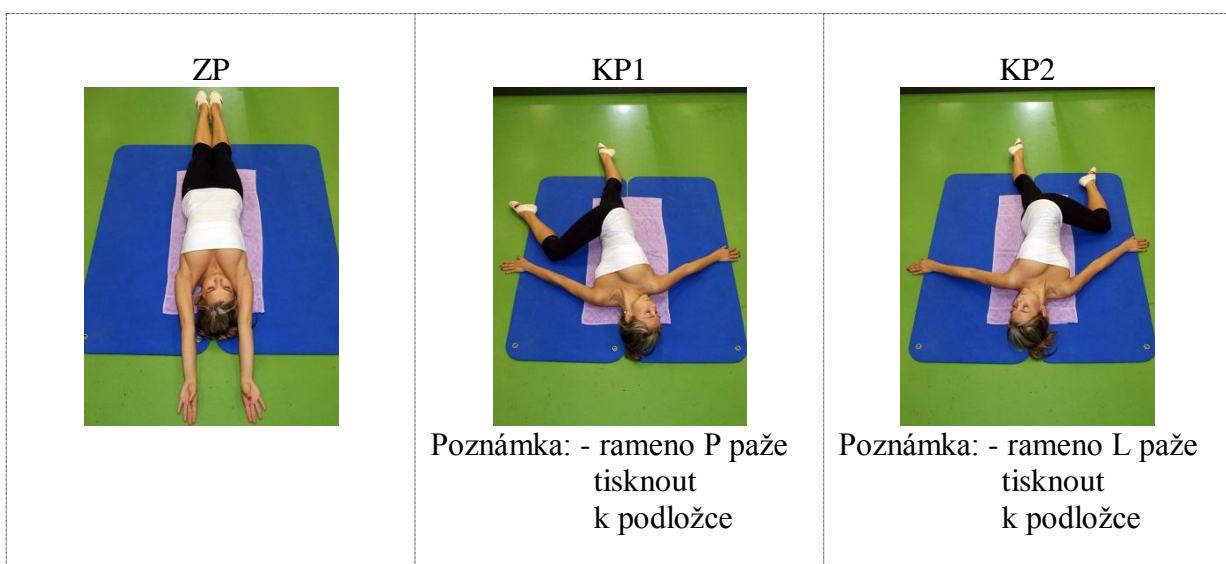 ZP
KP1
KP2
Poznámka: - rameno P paže
tisknout
k podložce
Poznámka: - rameno L paže
tisknout
k podložce